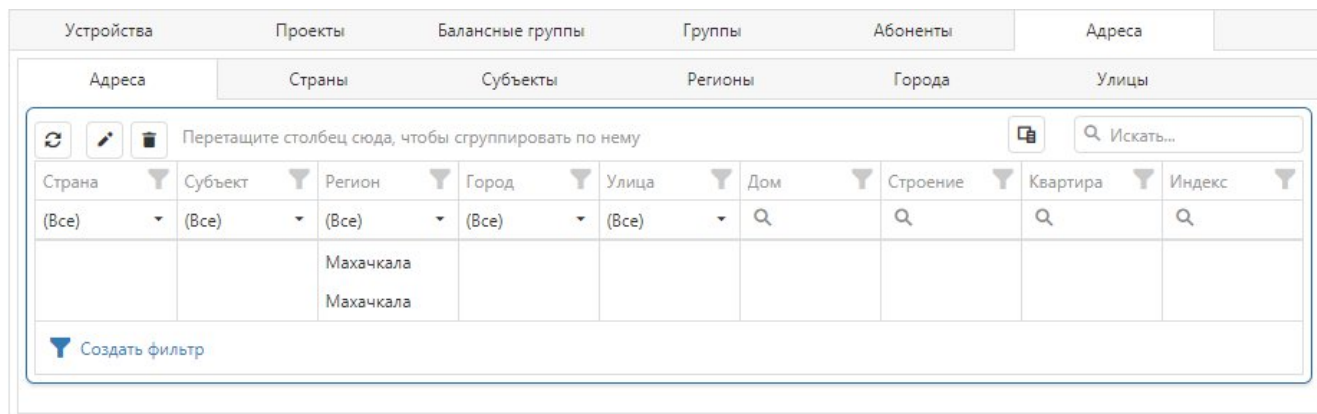 Устройства Проекты Балансные группы Группы Абоненты Адреса
Адреса Страны Субъекты Регионы Города Улицы
Перетащите столбец сюда, чтобы сгруппировать по нему Искать...
Страна Субъект Регион Город Улица Дом Строение Квартира Индекс
(Все) (Все) (Все) (Все) (Все)
Махачкала
Махачкала
Создать фильтр